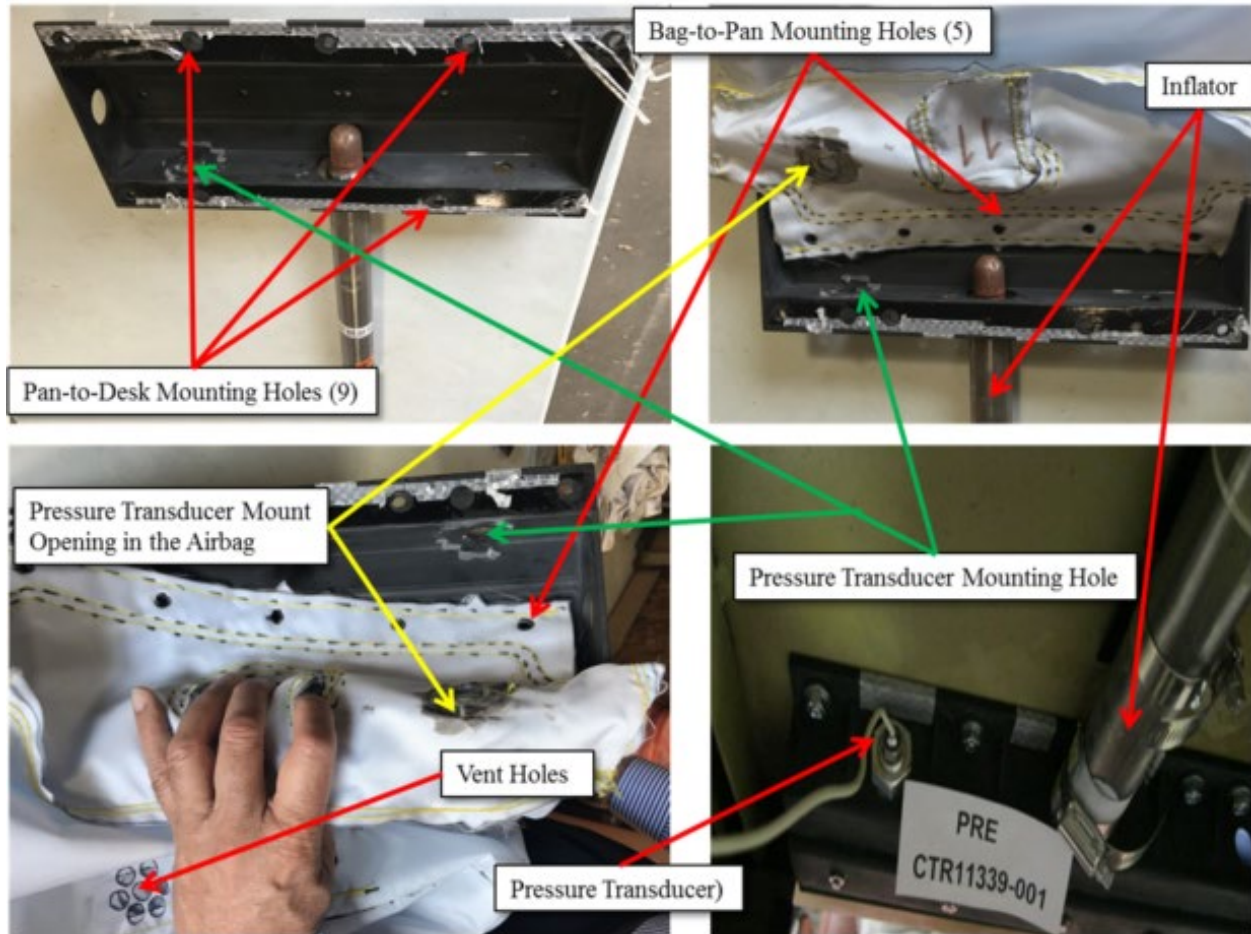 Bag-to-Pan Mounting Holes (5)
Inflator
Pan-to-Desk Mounting Holes (9)
Pressure Transducer Mount
Opening in the Airbag
Pressure Transducer Mounting Hole
Vent Holes
Pressure Transducer)
PRE
CTR11339-001